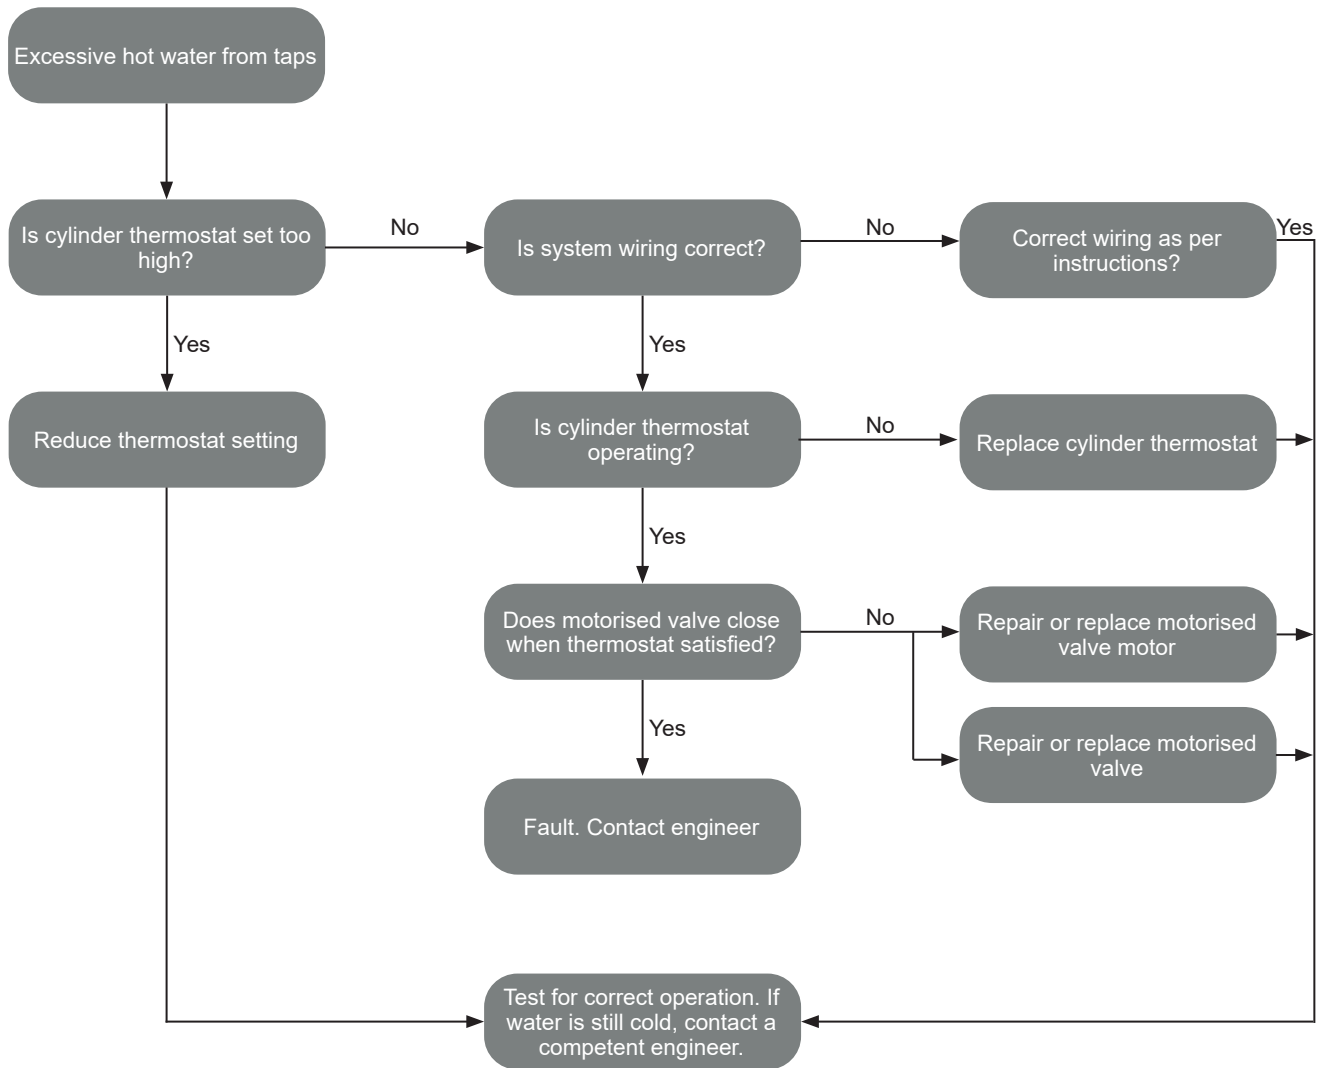 Excessive hot water from taps
Is cylinder thermostat set too
high?
No
Is system wiring correct?
No
Correct wiring as per
instructions?
Yes
Yes
Yes
Reduce thermostat setting
Is cylinder thermostat
operating?
No
Replace cylinder thermostat
Yes
Does motorised valve close
when thermostat satisfied?
No
Repair or replace motorised
valve motor
Yes
Repair or replace motorised
valve
Fault. Contact engineer
Test for correct operation. If
water is still cold, contact a
competent engineer.